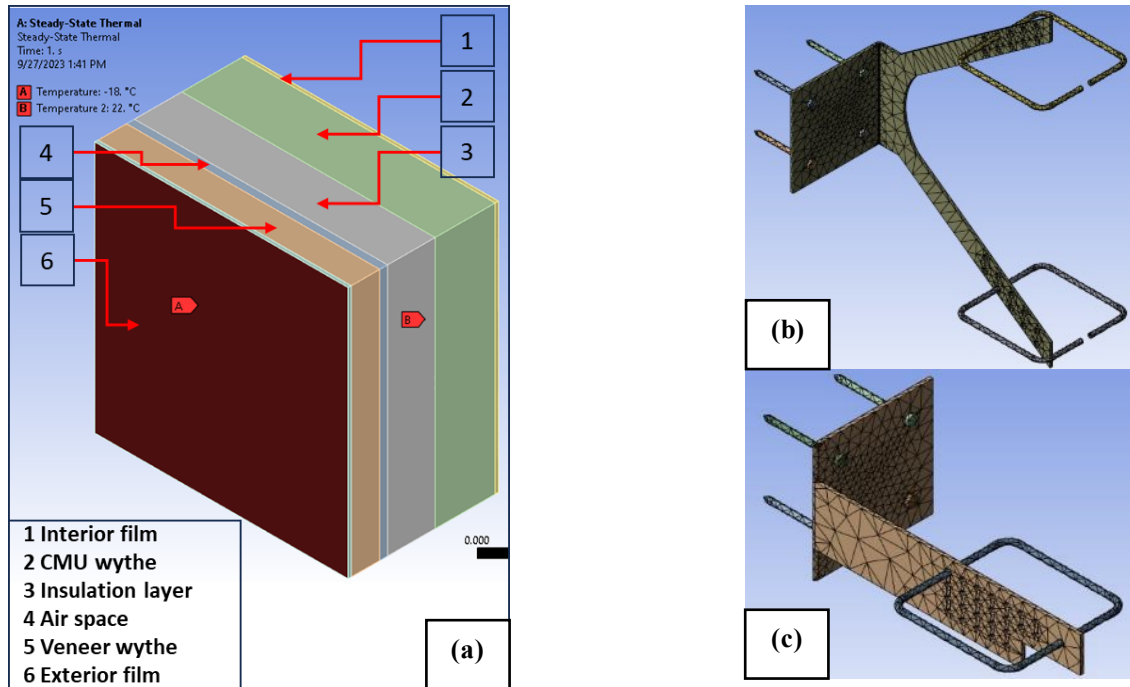 A: Steady-State Thermal
Steady-State Thermal
Time: 1. s
9/27/2023 1:41 PM
A Temperature: -18. °C
B Temperature 2: 22. °C
1
2
3
4
5
6
A
B
0.000
1 Interior film
2 CMU wythe
3 Insulation layer
4 Air space
5 Veneer wythe
6 Exterior film
(a)
(b)
(c)